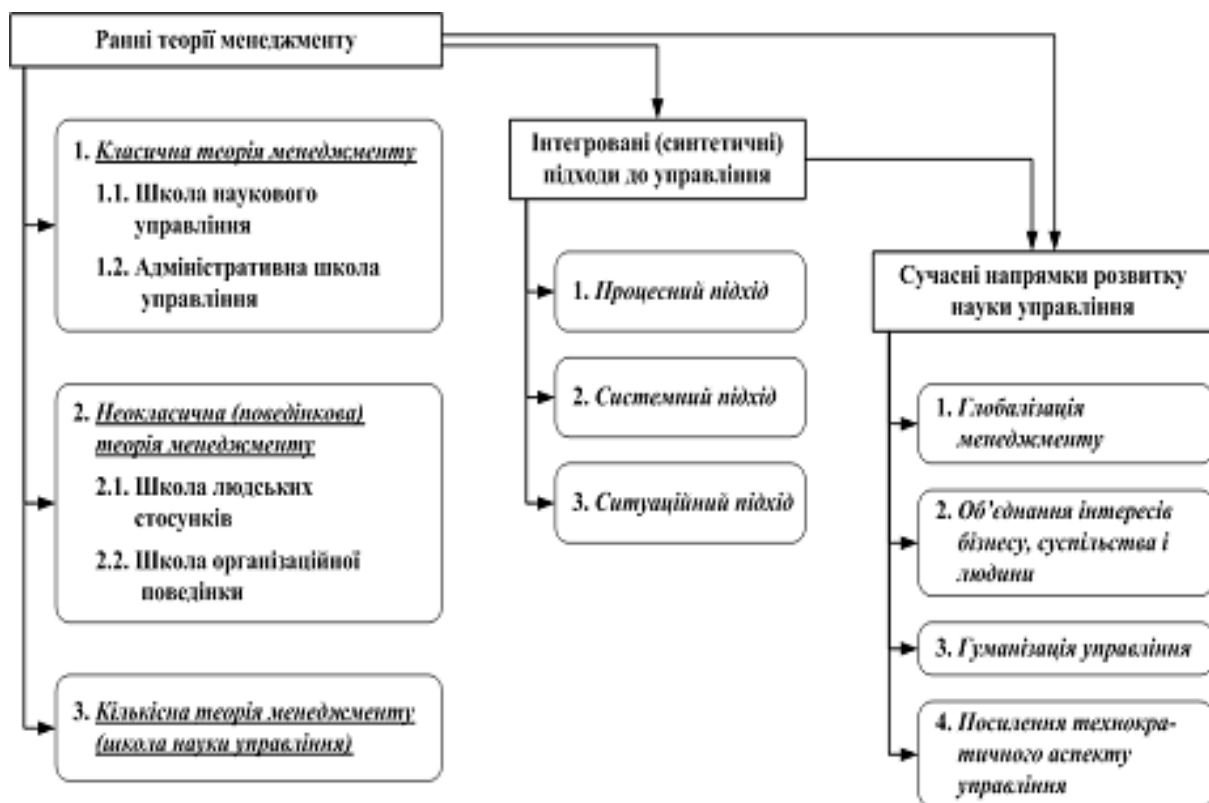 Ранні теорії менеджменту
1. Класична теорія менеджменту
1.1. Школа наукового
управління
1.2. Адміністративна школа
управління
2. Неокласична (поведінкова)
теорія менеджменту
2.1. Школа людських
стосунків
2.2. Школа організаційної
поведінки
3. Кількісна теорія менеджменту
(школа науки управління)
Інтегровані (синтетичні)
підходи до управління
1. Процесний підхід
2. Системний підхід
3. Ситуаційний підхід
Сучасні напрямки розвитку
науки управління
1. Глобалізація
менеджменту
2. Об’єднання інтересів
бізнесу, суспільства і
людини
3. Гуманізація управління
4. Посилення технокра-
тичного аспекту
управління